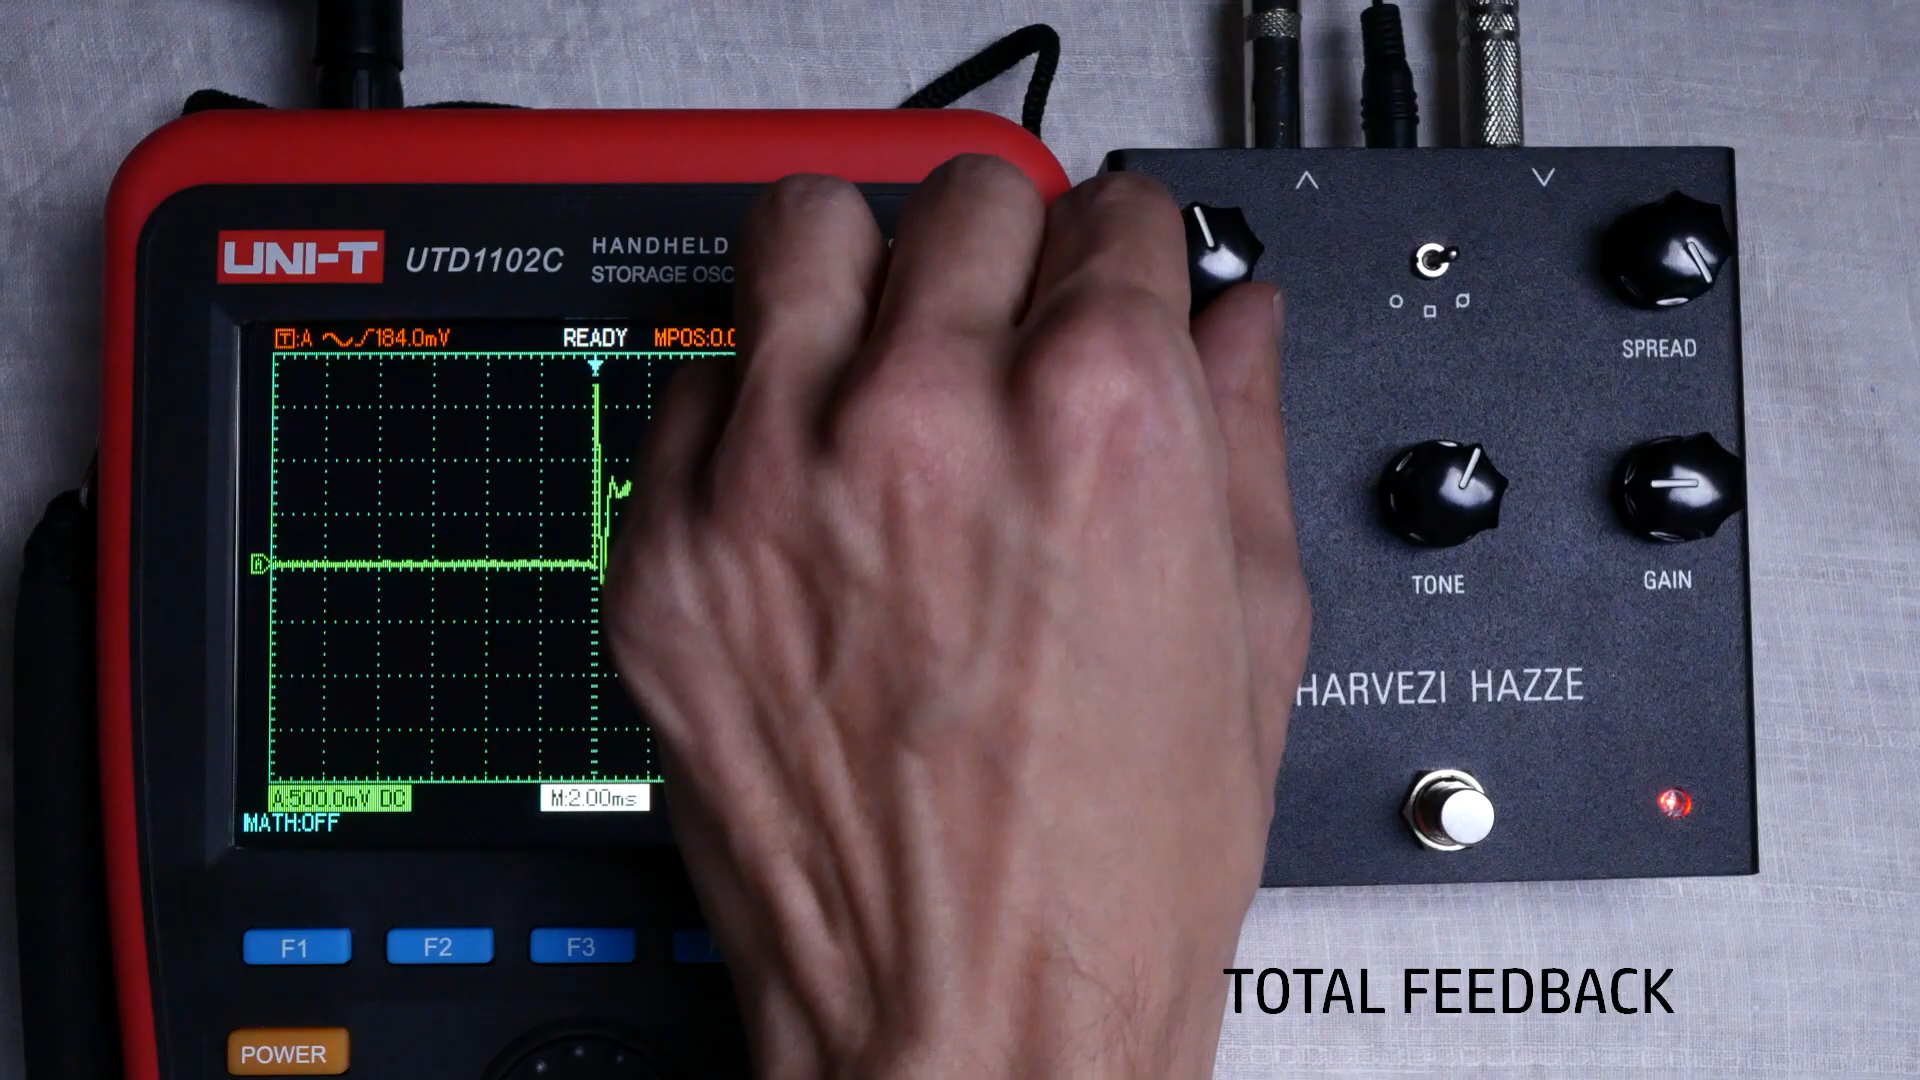 UNI-T UTD1102C HANDHELD
STORAGE
T:A 184.0mV READY
A
A:500.0mV DC M:2.00ms
MATH:OFF
F1 F2 F3
POWER
SPREAD
TONE GAIN
HARVEZI HAZZE
TOTAL FEEDBACK